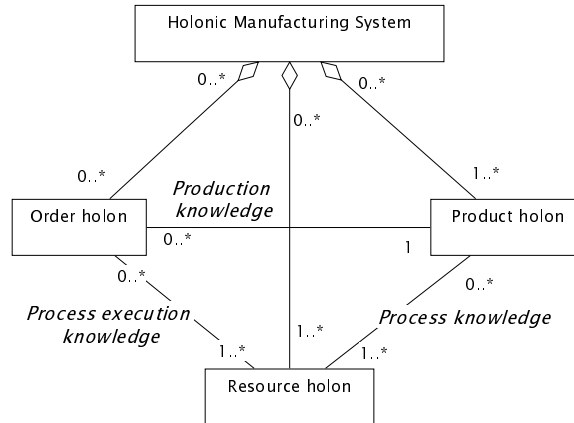 Holonic Manufacturing System
0..*
0..*
0..*
0..*
1..*
Production
knowledge
Order holon
Product holon
0..*
1
0..*
0..*
Process execution
knowledge
Process knowledge
1..*
1..*
1..*
Resource holon